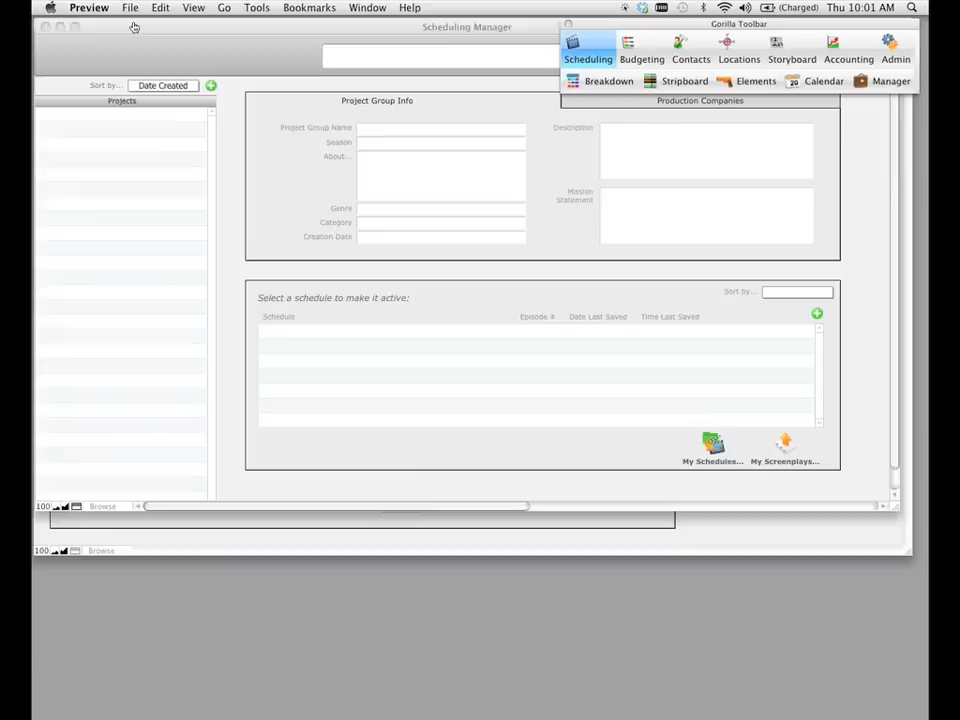 Preview File Edit View Go Tools Bookmarks Window Help (Charged) Thu 10:01 AM
Scheduling Manager
Gorilla Toolbar
Scheduling Budgeting Contacts Locations Storyboard Accounting Admin
Breakdown Stripboard Elements 20 Calendar Manager
Sort by... Date Created
Projects
Project Group Info
Production Companies
Project Group Name
Description
Season
About...
Mission
Statement
Genre
Category
Creation Date
Select a schedule to make it active:
Sort by...
Schedule Episode # Date Last Saved Time Last Saved
My Schedules... My Screenplays...
100 Browse
100 Browse